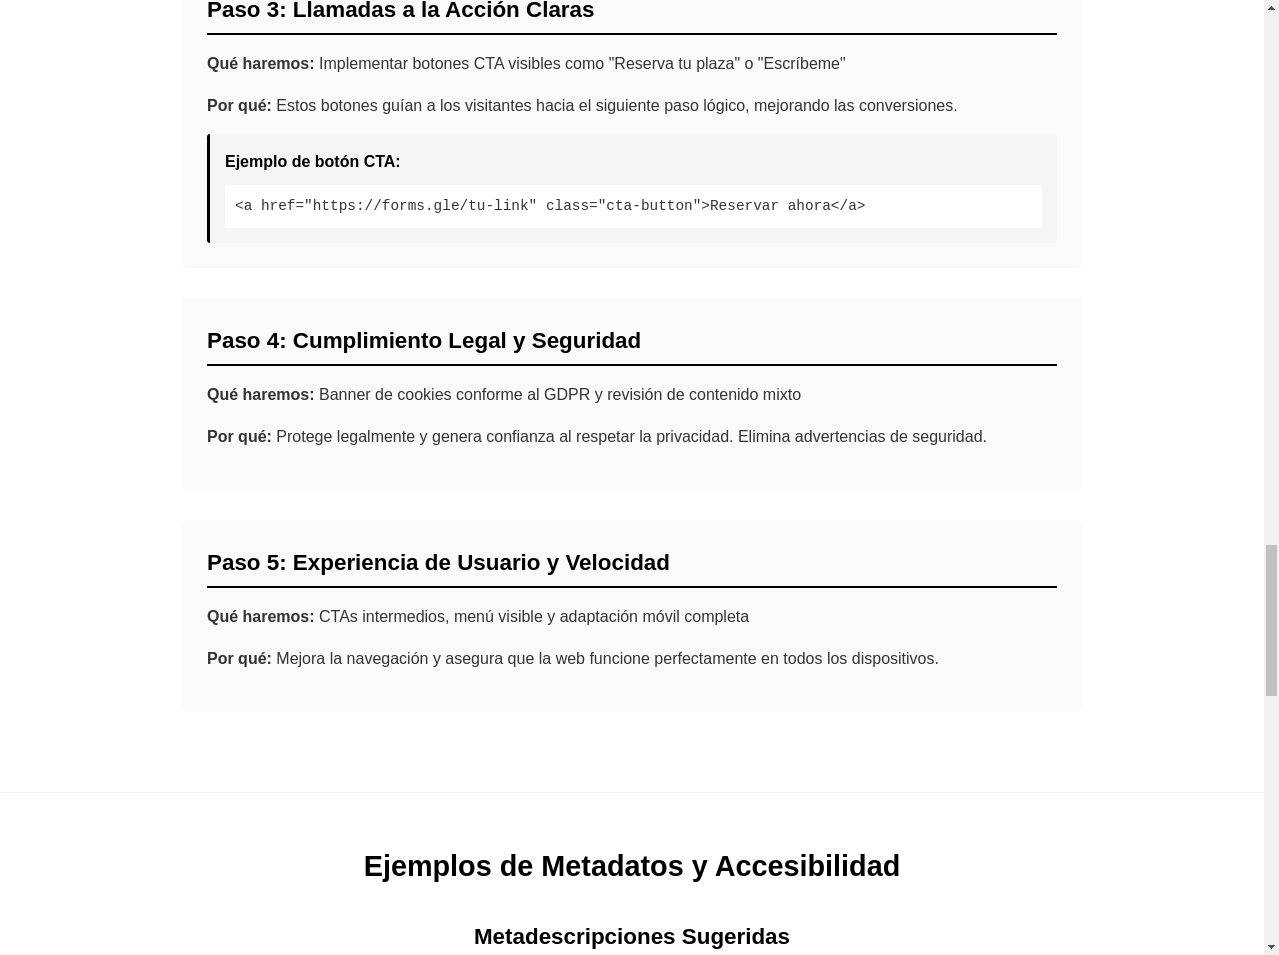 Paso 3: Llamadas a la Acción Claras
Qué haremos: Implementar botones CTA visibles como "Reserva tu plaza" o "Escríbeme"
Por qué: Estos botones guían a los visitantes hacia el siguiente paso lógico, mejorando las conversiones.
Ejemplo de botón CTA:
<a href="https://forms.gle/tu-link" class="cta-button">Reservar ahora</a>
Paso 4: Cumplimiento Legal y Seguridad
Qué haremos: Banner de cookies conforme al GDPR y revisión de contenido mixto
Por qué: Protege legalmente y genera confianza al respetar la privacidad. Elimina advertencias de seguridad.
Paso 5: Experiencia de Usuario y Velocidad
Qué haremos: CTAs intermedios, menú visible y adaptación móvil completa
Por qué: Mejora la navegación y asegura que la web funcione perfectamente en todos los dispositivos.
Ejemplos de Metadatos y Accesibilidad
Metadescripciones Sugeridas